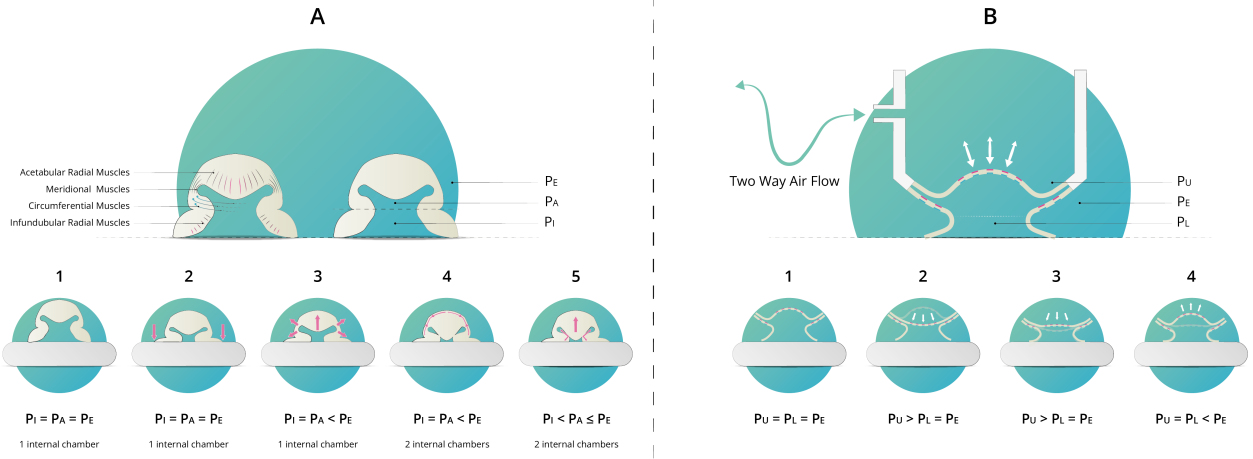 A
Acetabular Radial Muscles
Meridional Muscles
Circumferential Muscles
Infundubular Radial Muscles
PE
PA
PI
1
2
3
4
5
PI = PA = PE
PI = PA = PE
PI = PA < PE
PI = PA < PE
PI < PA ≤ PE
1 internal chamber
1 internal chamber
1 internal chamber
2 internal chambers
2 internal chambers
B
Two Way Air Flow
PU
PE
PL
1
2
3
4
PU = PL = PE
PU > PL = PE
PU > PL = PE
PU = PL < PE